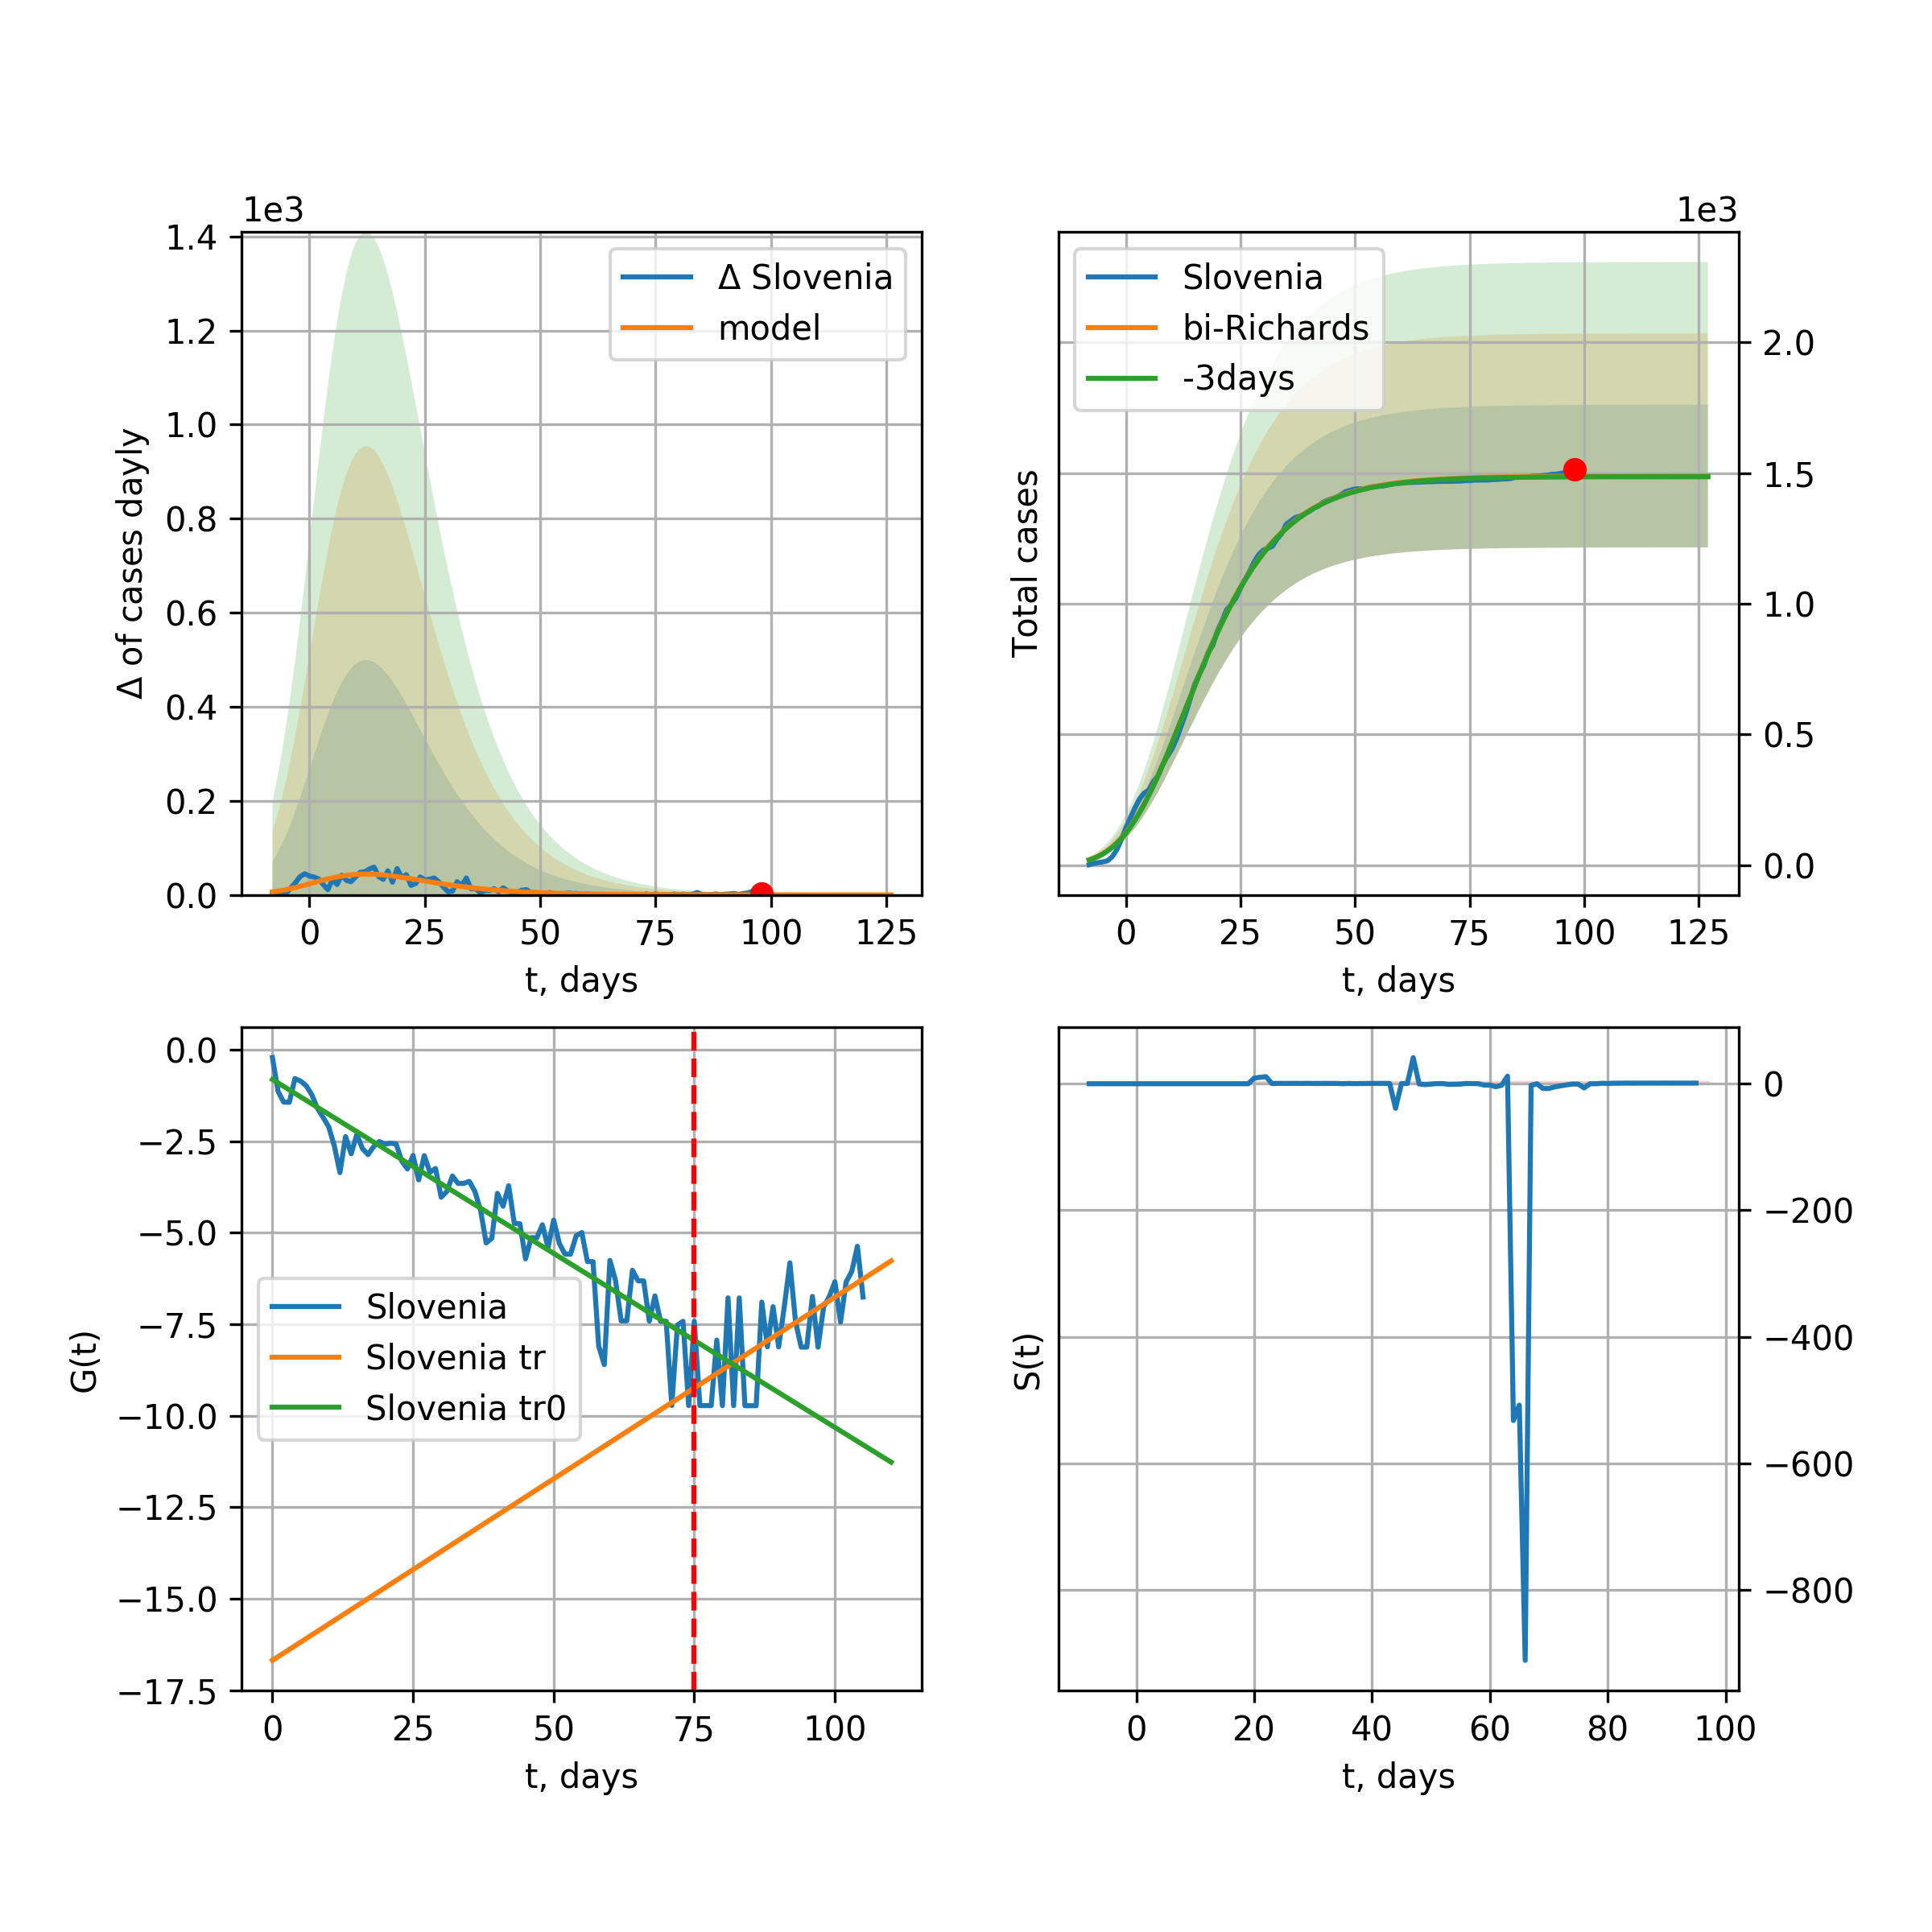 1e3
1.4
1.2
1.0
0.8
0.6
0.4
0.2
0.0
Δ of cases dayly
Δ Slovenia
model
0 25 50 75 100 125
t, days
1e3
Slovenia
bi-Richards
-3days
Total cases
2.0
1.5
1.0
0.5
0.0
0 25 50 75 100 125
t, days
0.0
−2.5
−5.0
−7.5
−10.0
−12.5
−15.0
−17.5
G(t)
Slovenia
Slovenia tr
Slovenia tr0
0 25 50 75 100
t, days
S(t)
0
−200
−400
−600
−800
0 20 40 60 80 100
t, days